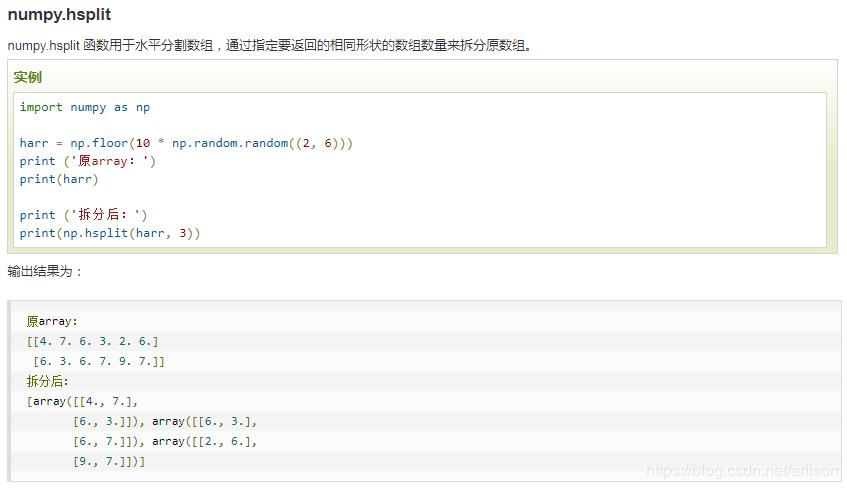 numpy.hsplit
numpy.hsplit 函数用于水平分割数组，通过指定要返回的相同形状的数组数量来拆分原数组。
实例
import numpy as np
harr = np.floor(10 * np.random.random((2, 6)))
print ('原array：')
print(harr)
print ('拆分后：')
print(np.hsplit(harr, 3))
输出结果为：
原array：
[[4. 7. 6. 3. 2. 6.]
 [6. 3. 6. 7. 9. 7.]]
拆分后：
[array([[4., 7.],
       [6., 3.]]), array([[6., 3.],
       [6., 7.]]), array([[2., 6.],
       [9., 7.]])]
https://blog.csdn.net/arlison